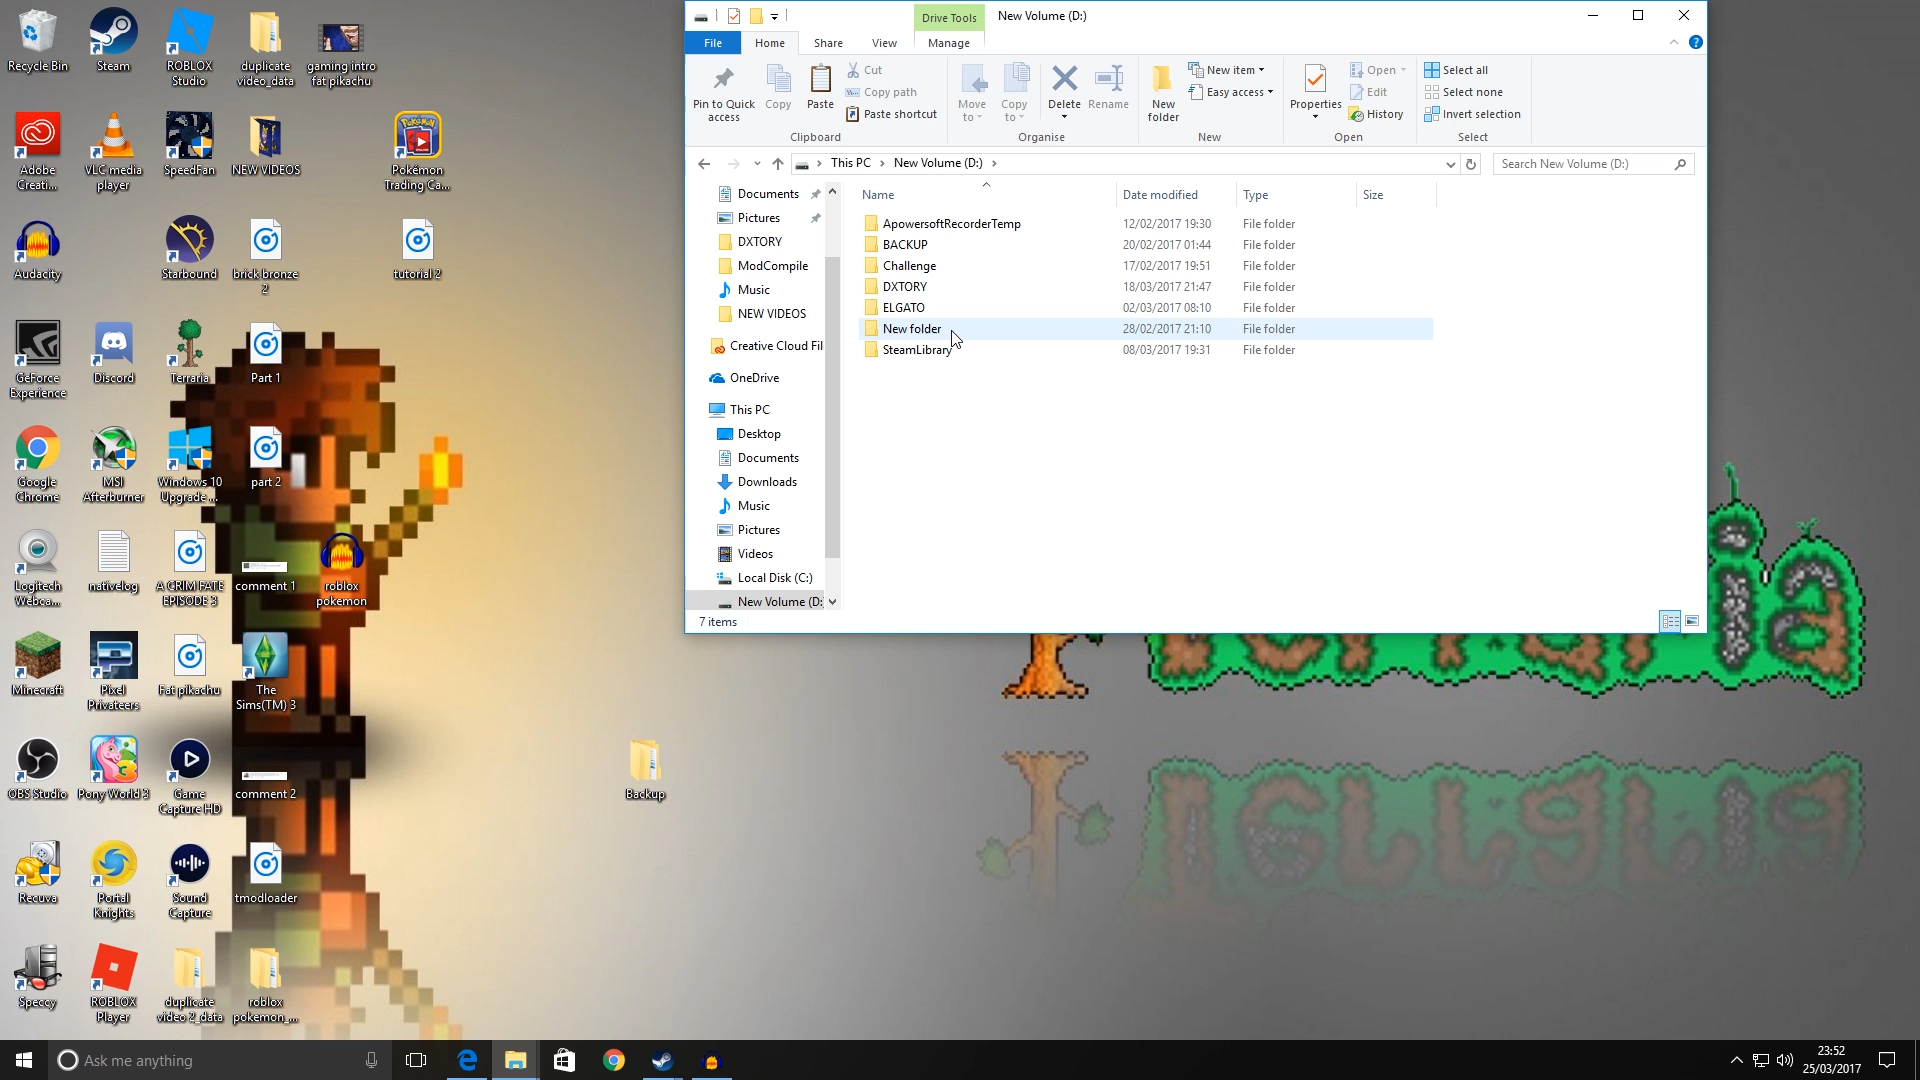 Recycle Bin
Steam
ROBLOX
Studio
duplicate
video_data
gaming intro
fat pikachu
Adobe
Creati...
VLC media
player
SpeedFan
NEW VIDEOS
Pokémon
Trading Ca...
Audacity
Starbound
brick bronze
2
tutorial 2
GeForce
Experience
Discord
Terraria
Part 1
Google
Chrome
MSI
Afterburner
Windows 10
Upgrade ...
part 2
Logitech
Webca...
nativelog
A CRIM FATE
EPISODE 3
comment 1
roblox
pokemon
Minecraft
Pixel
Privateers
Fat pikachu
The
Sims(TM) 3
OBS Studio
Pony World 3
Game
Capture HD
comment 2
Backup
Recuva
Portal
Knights
Sound
Capture
tmodloader
Speccy
ROBLOX
Player
duplicate
video 2_data
roblox
pokemon_...
Drive Tools
New Volume (D:)
File
Home
Share
View
Manage
Pin to Quick
access
Copy
Paste
Cut
Copy path
Paste shortcut
Clipboard
Move
to
Copy
to
Delete
Rename
Organise
New
folder
New item
Easy access
New
Properties
Open
Edit
History
Open
Select all
Select none
Invert selection
Select
This PC
New Volume (D:)
Search New Volume (D:)
Documents
Pictures
DXTORY
ModCompile
Music
NEW VIDEOS
Creative Cloud Fil
OneDrive
This PC
Desktop
Documents
Downloads
Music
Pictures
Videos
Local Disk (C:)
New Volume (D:
Name Date modified Type Size
ApowersoftRecorderTemp 12/02/2017 19:30 File folder
BACKUP 20/02/2017 01:44 File folder
Challenge 17/02/2017 19:51 File folder
DXTORY 18/03/2017 21:47 File folder
ELGATO 02/03/2017 08:10 File folder
New folder 28/02/2017 21:10 File folder
SteamLibrary 08/03/2017 19:31 File folder
7 items
Ask me anything
23:52
25/03/2017